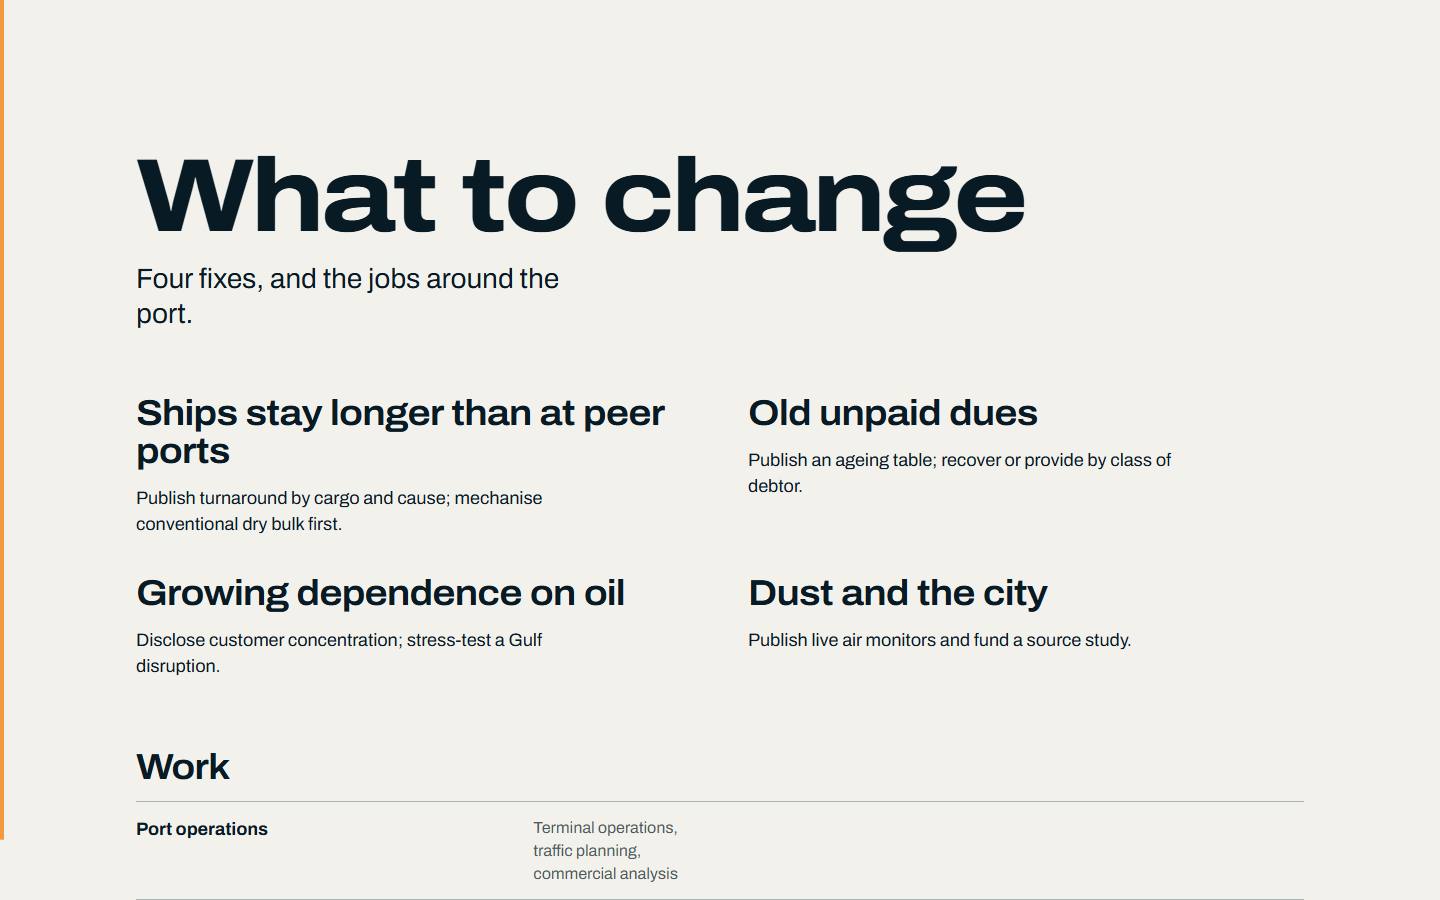 What to change
Four fixes, and the jobs around the
port.
Ships stay longer than at peer
ports
Publish turnaround by cargo and cause; mechanise
conventional dry bulk first.
Old unpaid dues
Publish an ageing table; recover or provide by class of
debtor.
Growing dependence on oil
Disclose customer concentration; stress-test a Gulf
disruption.
Dust and the city
Publish live air monitors and fund a source study.
Work
Port operations
Terminal operations,
traffic planning,
commercial analysis